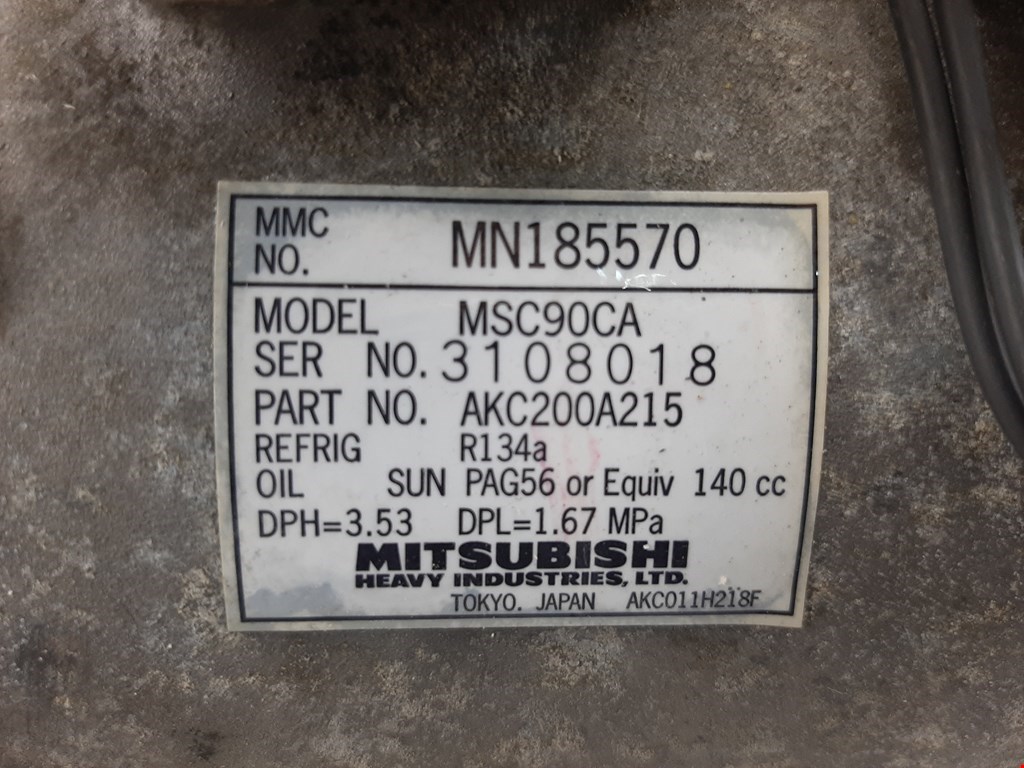 MMC
NO. MN185570
MODEL MSC90CA
SER NO. 3108018
PART NO. AKC200A215
REFRIG R134a
OIL SUN PAG56 or Equiv 140 cc
DPH=3.53 DPL=1.67 MPa
MITSUBISHI
HEAVY INDUSTRIES, LTD.
TOKYO. JAPAN AKC011H218F